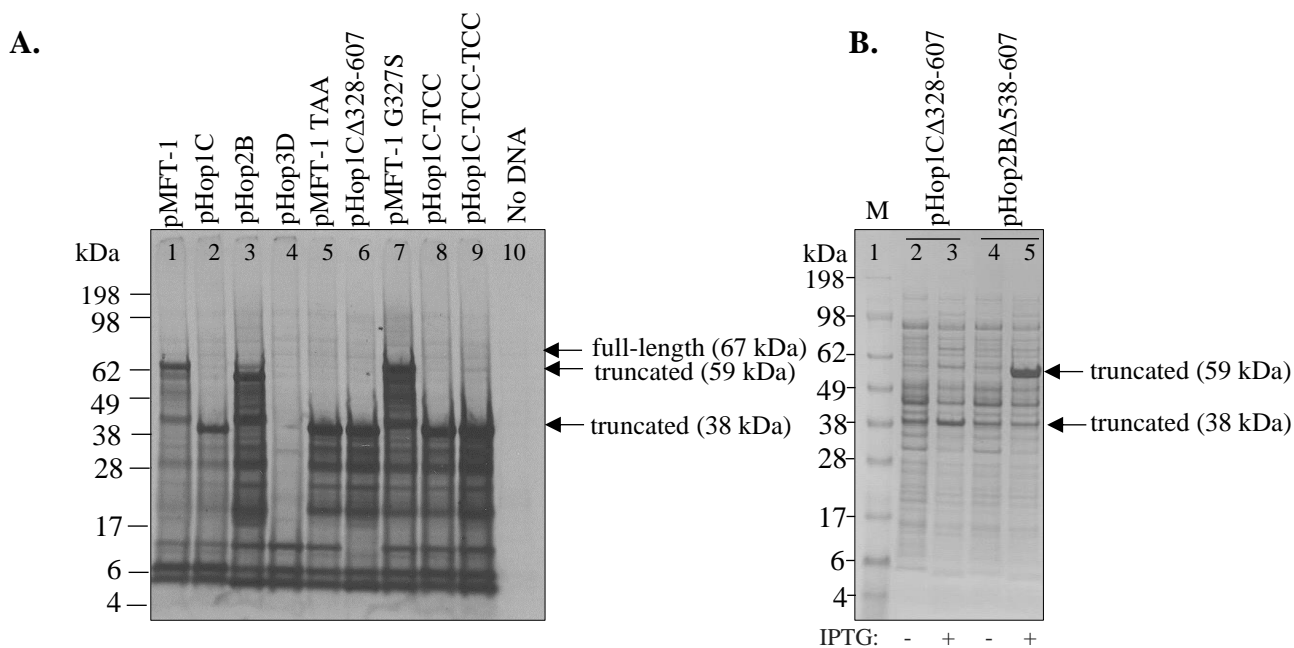 A.
pMFT-1
pHop1C
pHop2B
pHop3D
pMFT-1 TAA
pHop1CΔ328-607
pMFT-1 G327S
pHop1C-TCC
pHop1C-TCC-TCC
No DNA
kDa
1 2 3 4 5 6 7 8 9 10
198
98
62
49
38
28
17
6
4
full-length (67 kDa)
truncated (59 kDa)
truncated (38 kDa)
B.
M
pHop1CΔ328-607
pHop2BΔ538-607
kDa
1 2 3 4 5
198
98
62
49
38
28
17
6
4
truncated (59 kDa)
truncated (38 kDa)
IPTG: - + - +